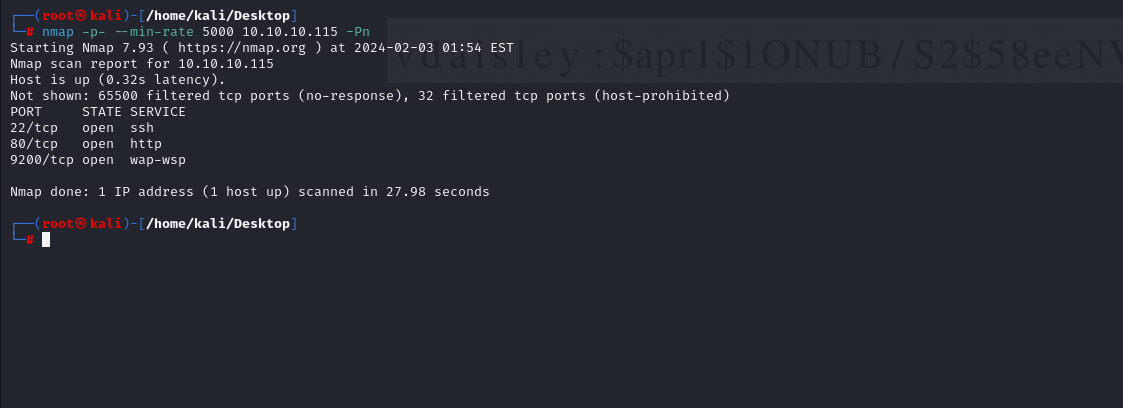 ┌──(root㉿kali)-[/home/kali/Desktop]
└─# nmap -p- --min-rate 5000 10.10.10.115 -Pn
Starting Nmap 7.93 ( https://nmap.org ) at 2024-02-03 01:54 EST
Vdaisley:$apr1$1ONUB/S2$58eeNV
Nmap scan report for 10.10.10.115
Host is up (0.32s latency).
Not shown: 65500 filtered tcp ports (no-response), 32 filtered tcp ports (host-prohibited)
PORT     STATE SERVICE
22/tcp   open  ssh
80/tcp   open  http
9200/tcp open  wap-wsp
Nmap done: 1 IP address (1 host up) scanned in 27.98 seconds
┌──(root㉿kali)-[/home/kali/Desktop]
└─#